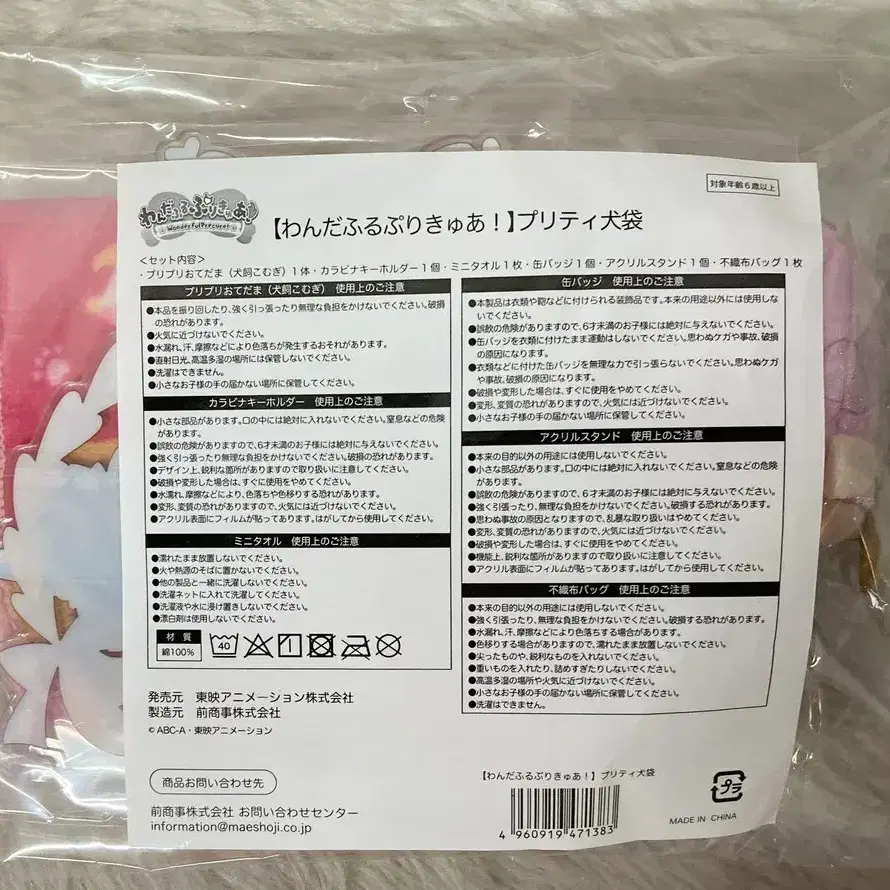 対象年齢6歳以上
わんだふるぷりきゅあ!
WonderfulPrecure!
【わんだふるぷりきゅあ!】プリティ犬袋
<セット内容>
・プリプリおてだま(犬飼こむぎ)1体・カラビナキーホルダー1個・ミニタオル1枚・缶バッジ1個・アクリルスタンド1個・不織布バッグ1枚
プリプリおてだま(犬飼こむぎ) 使用上のご注意
●本品を振り回したり、強く引っ張ったり無理な負担をかけないでください。破損
の恐れがあります。
●火気に近づけないでください。
●水漏れ、汗、摩擦などにより色落ちが発生するおそれがあります。
●直射日光、高温多湿の場所には保管しないでください。
●洗濯はできません。
●小さなお子様の手の届かない場所に保管してください。
カラビナキーホルダー 使用上のご注意
●小さな部品があります。口の中には絶対に入れないでください。窒息などの危険
があります。
●誤飲の危険がありますので、6才未満のお子様には絶対に与えないでください。
●強く引っ張ったり無理な負担をかけないでください。破損の恐れがあります。
●デザイン上、鋭利な箇所がありますので取り扱いに注意してください。
●破損や変形した場合は、すぐに使用をやめてください。
●水濡れ、摩擦などにより、色落ちや色移りする恐れがあります。
●変形、変質の恐れがありますので、火気には近づけないでください。
●アクリル表面にフィルムが貼ってあります。はがしてから使用してください。
ミニタオル 使用上のご注意
●濡れたまま放置しないでください。
●火や熱源のそばに置かないでください。
●他の製品と一緒に洗濯しないでください。
●洗濯ネットに入れて洗濯してください。
●洗濯液や水に浸け置きしないでください。
●漂白剤は使用しないでください。
材 質
綿100%
40
缶バッジ 使用上のご注意
●本製品は衣類や鞄などに付けられる装飾品です。本来の用途以外には使用しな
いでください。
●誤飲の危険がありますので、6才未満のお子様には絶対に与えないでください。
●缶バッジを衣類に付けたまま運動はしないでください。思わぬケガや事故、破損
の原因になります。
●衣類などに付けた缶バッジを無理な力で引っ張らないでください。思わぬケガ
や事故、破損の原因になります。
●破損や変形した場合は、すぐに使用をやめてください。
●変形、変質の恐れがありますので、火気には近づけないでください。
●小さなお子様の手の届かない場所に保管してください。
アクリルスタンド 使用上のご注意
●本来の目的以外の用途には使用しないでください。
●小さな部品があります。口の中には絶対に入れないでください。窒息などの危険
があります。
●誤飲の危険がありますので、6才未満のお子様には絶対に与えないでください。
●強く引張ったり、無理な負担をかけないでください。破損する恐れがあります。
●思わぬ事故の原因となりますので、乱暴な取り扱いはやめてください。
●変形、変質の恐れがありますので、火気には近づけないでください。
●破損や変形した場合は、すぐに使用をやめてください。
●機能上、鋭利な箇所がありますので取り扱いに注意してください。
●アクリル表面にフィルムが貼ってあります。はがしてから使用してください。
不織布バッグ 使用上のご注意
●本来の目的以外の用途には使用しないでください。
●強く引張ったり、無理な負担をかけないでください。破損する恐れがあります。
●水漏れ、汗、摩擦などにより色落ちする場合があります。
●色移りする場合がありますので、濡れたまま放置しないでください。
●尖ったものや、鋭利なものを入れないでください。
●重いものを入れたり、詰めすぎたりしないでください。
●高温多湿の場所や火気に近づけないでください。
●小さなお子様の手の届かない場所に保管してください。
●洗濯はできません。
発売元 東映アニメーション株式会社
製造元 前商事株式会社
©ABC-A・東映アニメーション
商品お問い合わせ先
前商事株式会社 お問い合わせセンター
information@maeshoji.co.jp
【わんだふるぷりきゅあ!】プリティ犬袋
4 960919 471383
プラ
MADE IN CHINA